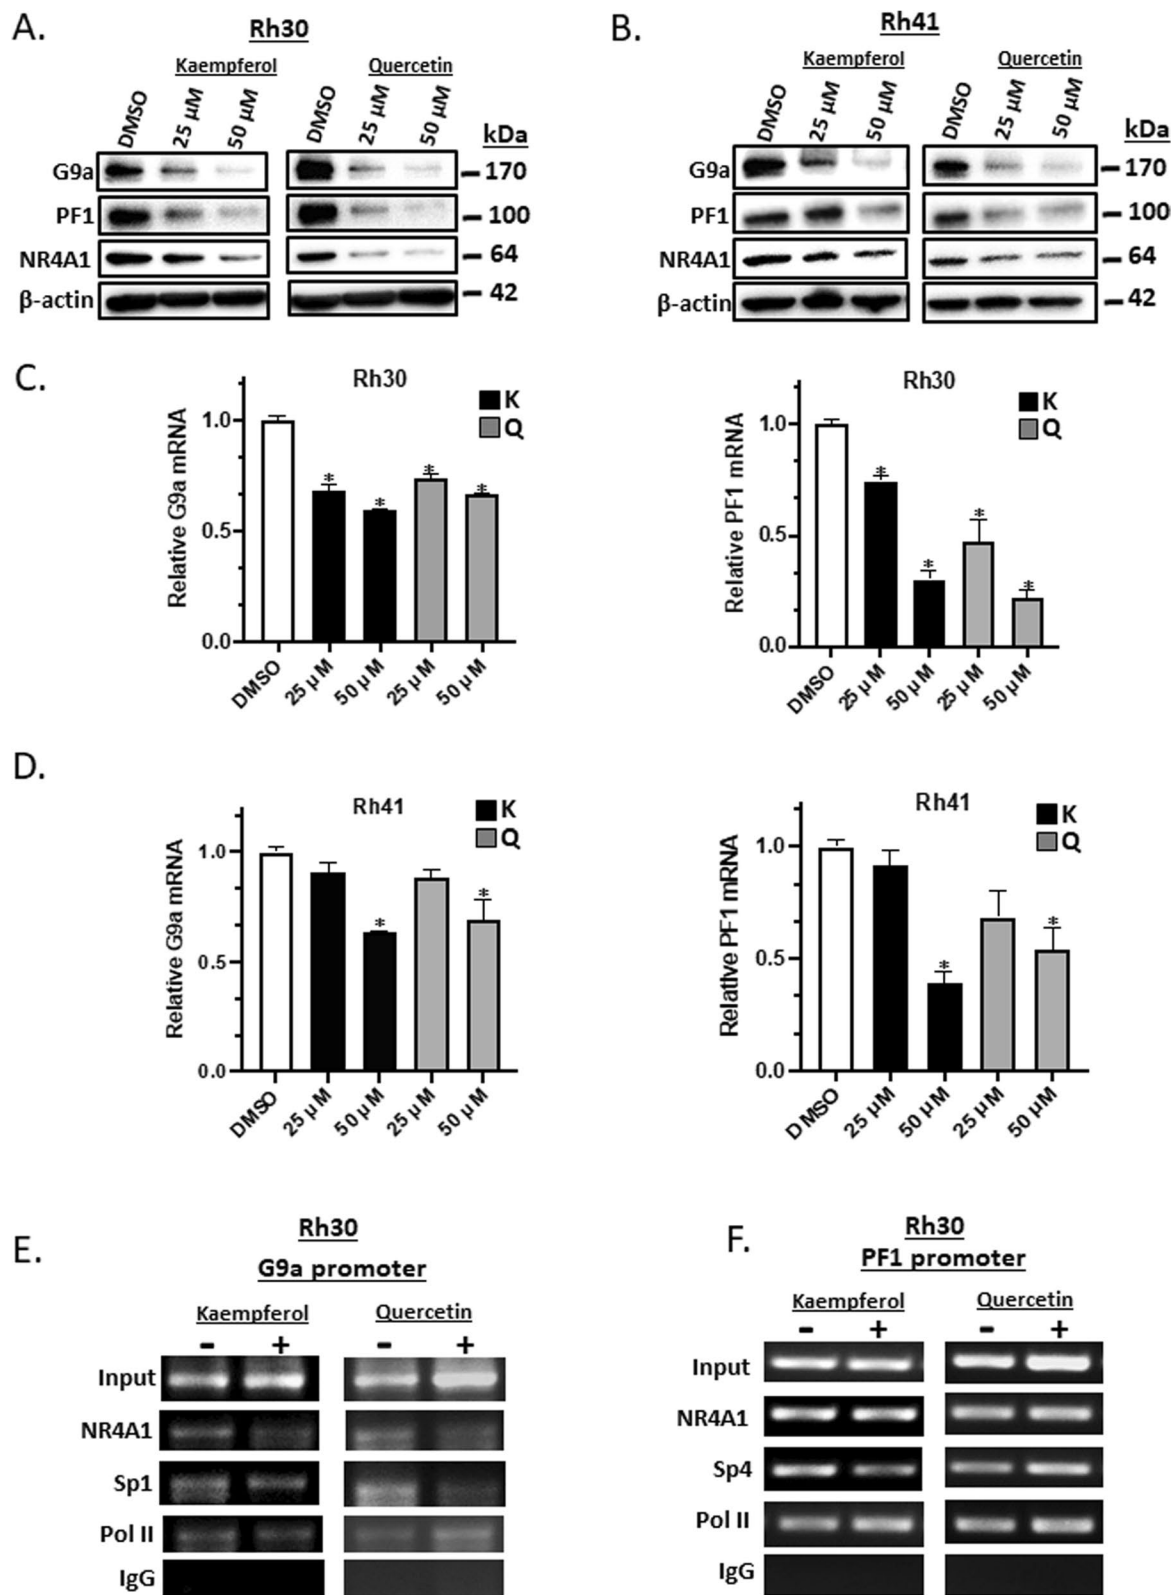 A.
Rh30
Kaempferol Quercetin
DMSO 25 µM 50 µM DMSO 25 µM 50 µM kDa
G9a 170
PF1 100
NR4A1 64
β-actin 42
B.
Rh41
Kaempferol Quercetin
DMSO 25 µM 50 µM DMSO 25 µM 50 µM kDa
G9a 170
PF1 100
NR4A1 64
β-actin 42
C.
Rh30
K
Q
Relative G9a mRNA
1.0
0.5
0.0
* * * *
DMSO 25 µM 50 µM 25 µM 50 µM
Rh30
K
Q
Relative PF1 mRNA
1.0
0.5
0.0
* * * *
DMSO 25 µM 50 µM 25 µM 50 µM
D.
Rh41
K
Q
Relative G9a mRNA
1.0
0.5
0.0
* *
DMSO 25 µM 50 µM 25 µM 50 µM
Rh41
K
Q
Relative PF1 mRNA
1.0
0.5
0.0
* *
DMSO 25 µM 50 µM 25 µM 50 µM
E.
Rh30
G9a promoter
Kaempferol Quercetin
- + - +
Input
NR4A1
Sp1
Pol II
IgG
F.
Rh30
PF1 promoter
Kaempferol Quercetin
- + - +
Input
NR4A1
Sp4
Pol II
IgG